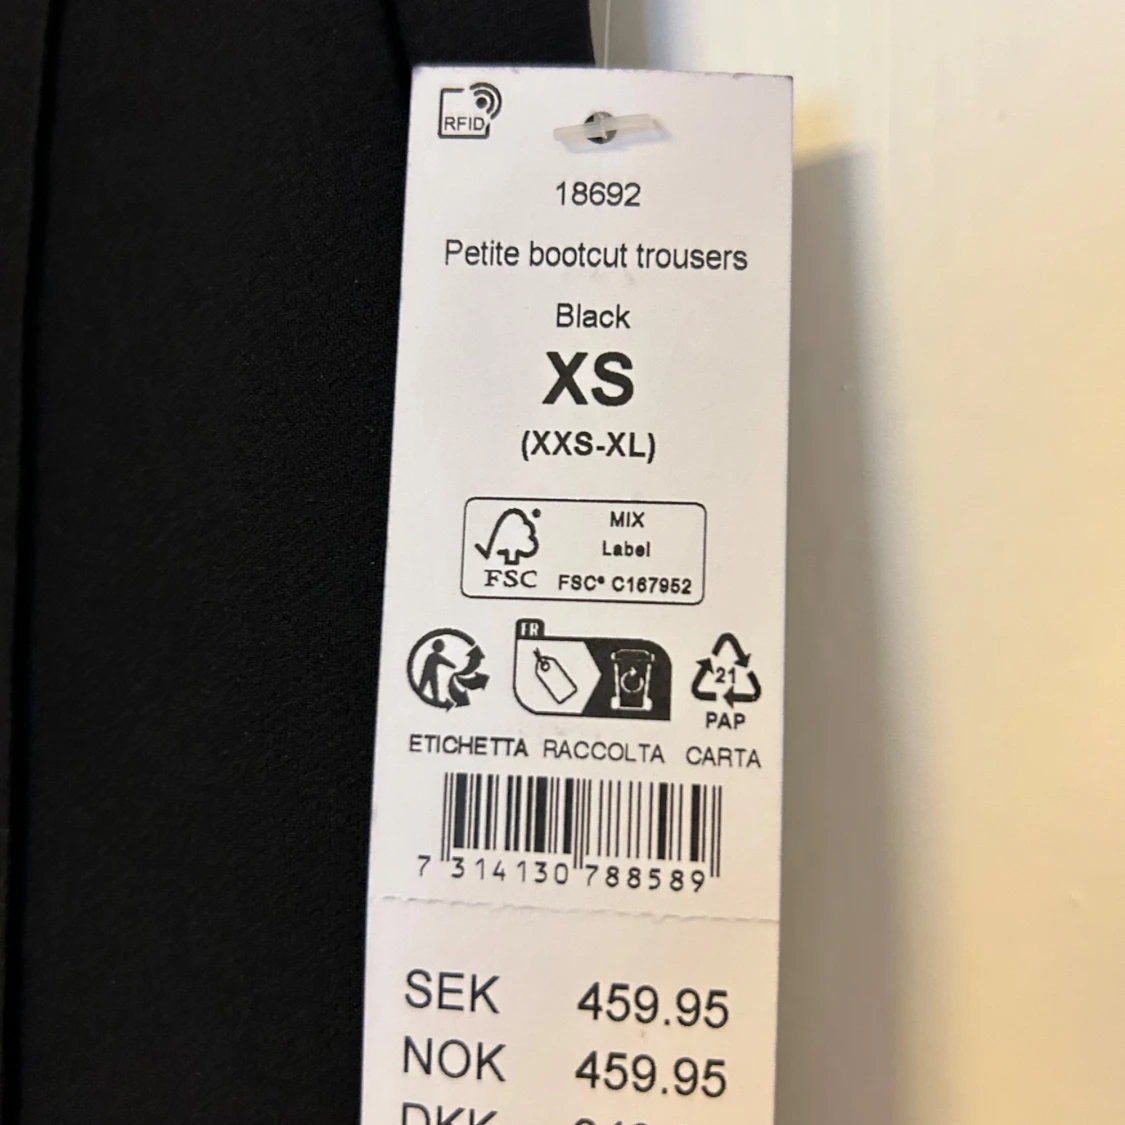 RFID
18692
Petite bootcut trousers
Black
XS
(XXS-XL)
MIX
Label
FSC FSC® C167952
FR
21
PAP
ETICHETTA RACCOLTA CARTA
7 314130 788589
SEK 459.95
NOK 459.95
DKK